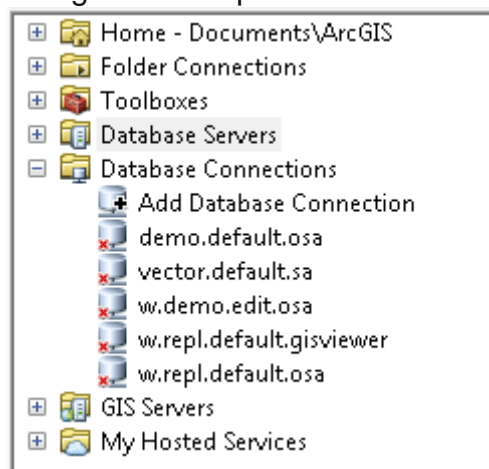 Home - Documents\ArcGIS
Folder Connections
Toolboxes
Database Servers
Database Connections
Add Database Connection
demo.default.osa
vector.default.sa
w.demo.edit.osa
w.repl.default.gisviewer
w.repl.default.osa
GIS Servers
My Hosted Services